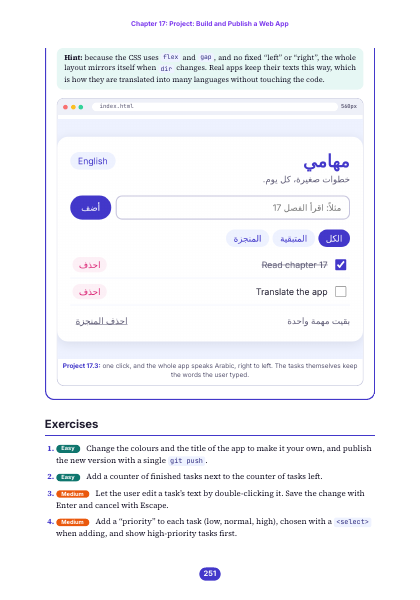 Chapter 17: Project: Build and Publish a Web App
Hint: because the CSS uses flex and gap, and no fixed “left” or “right”, the whole
layout mirrors itself when dir changes. Real apps keep their texts this way, which
is how they are translated into many languages without touching the code.
index.html
560px
مهامي
English
خطوات صغيرة، كل يوم.
مثلاً: اقرأ الفصل 17
أضف
الكل
المتبقية
المنجزة
Read chapter 17
احذف
Translate the app
احذف
بقيت مهمة واحدة
احذف المنجزة
Project 17.3: one click, and the whole app speaks Arabic, right to left. The tasks themselves keep
the words the user typed.
Exercises
1. Easy Change the colours and the title of the app to make it your own, and publish
the new version with a single git push.
2. Easy Add a counter of finished tasks next to the counter of tasks left.
3. Medium Let the user edit a task’s text by double-clicking it. Save the change with
Enter and cancel with Escape.
4. Medium Add a “priority” to each task (low, normal, high), chosen with a <select>
when adding, and show high-priority tasks first.
251